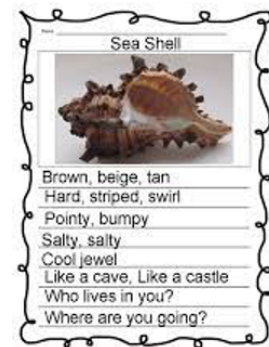 Name
Sea Shell
Brown, beige, tan
Hard, striped, swirl
Pointy, bumpy
Salty, salty
Cool jewel
Like a cave, Like a castle
Who lives in you?
Where are you going?